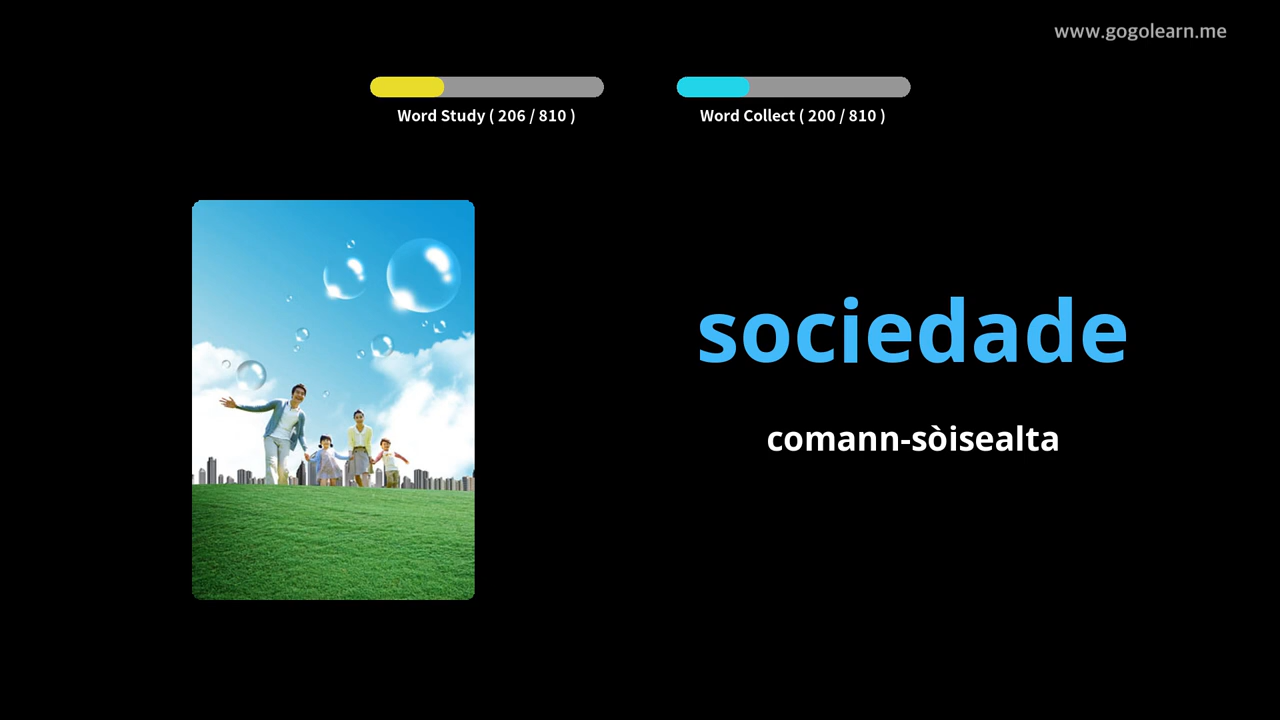 www.gogolearn.me
Word Study ( 206 / 810 )
Word Collect ( 200 / 810 )
sociedade
comann-sòisealta